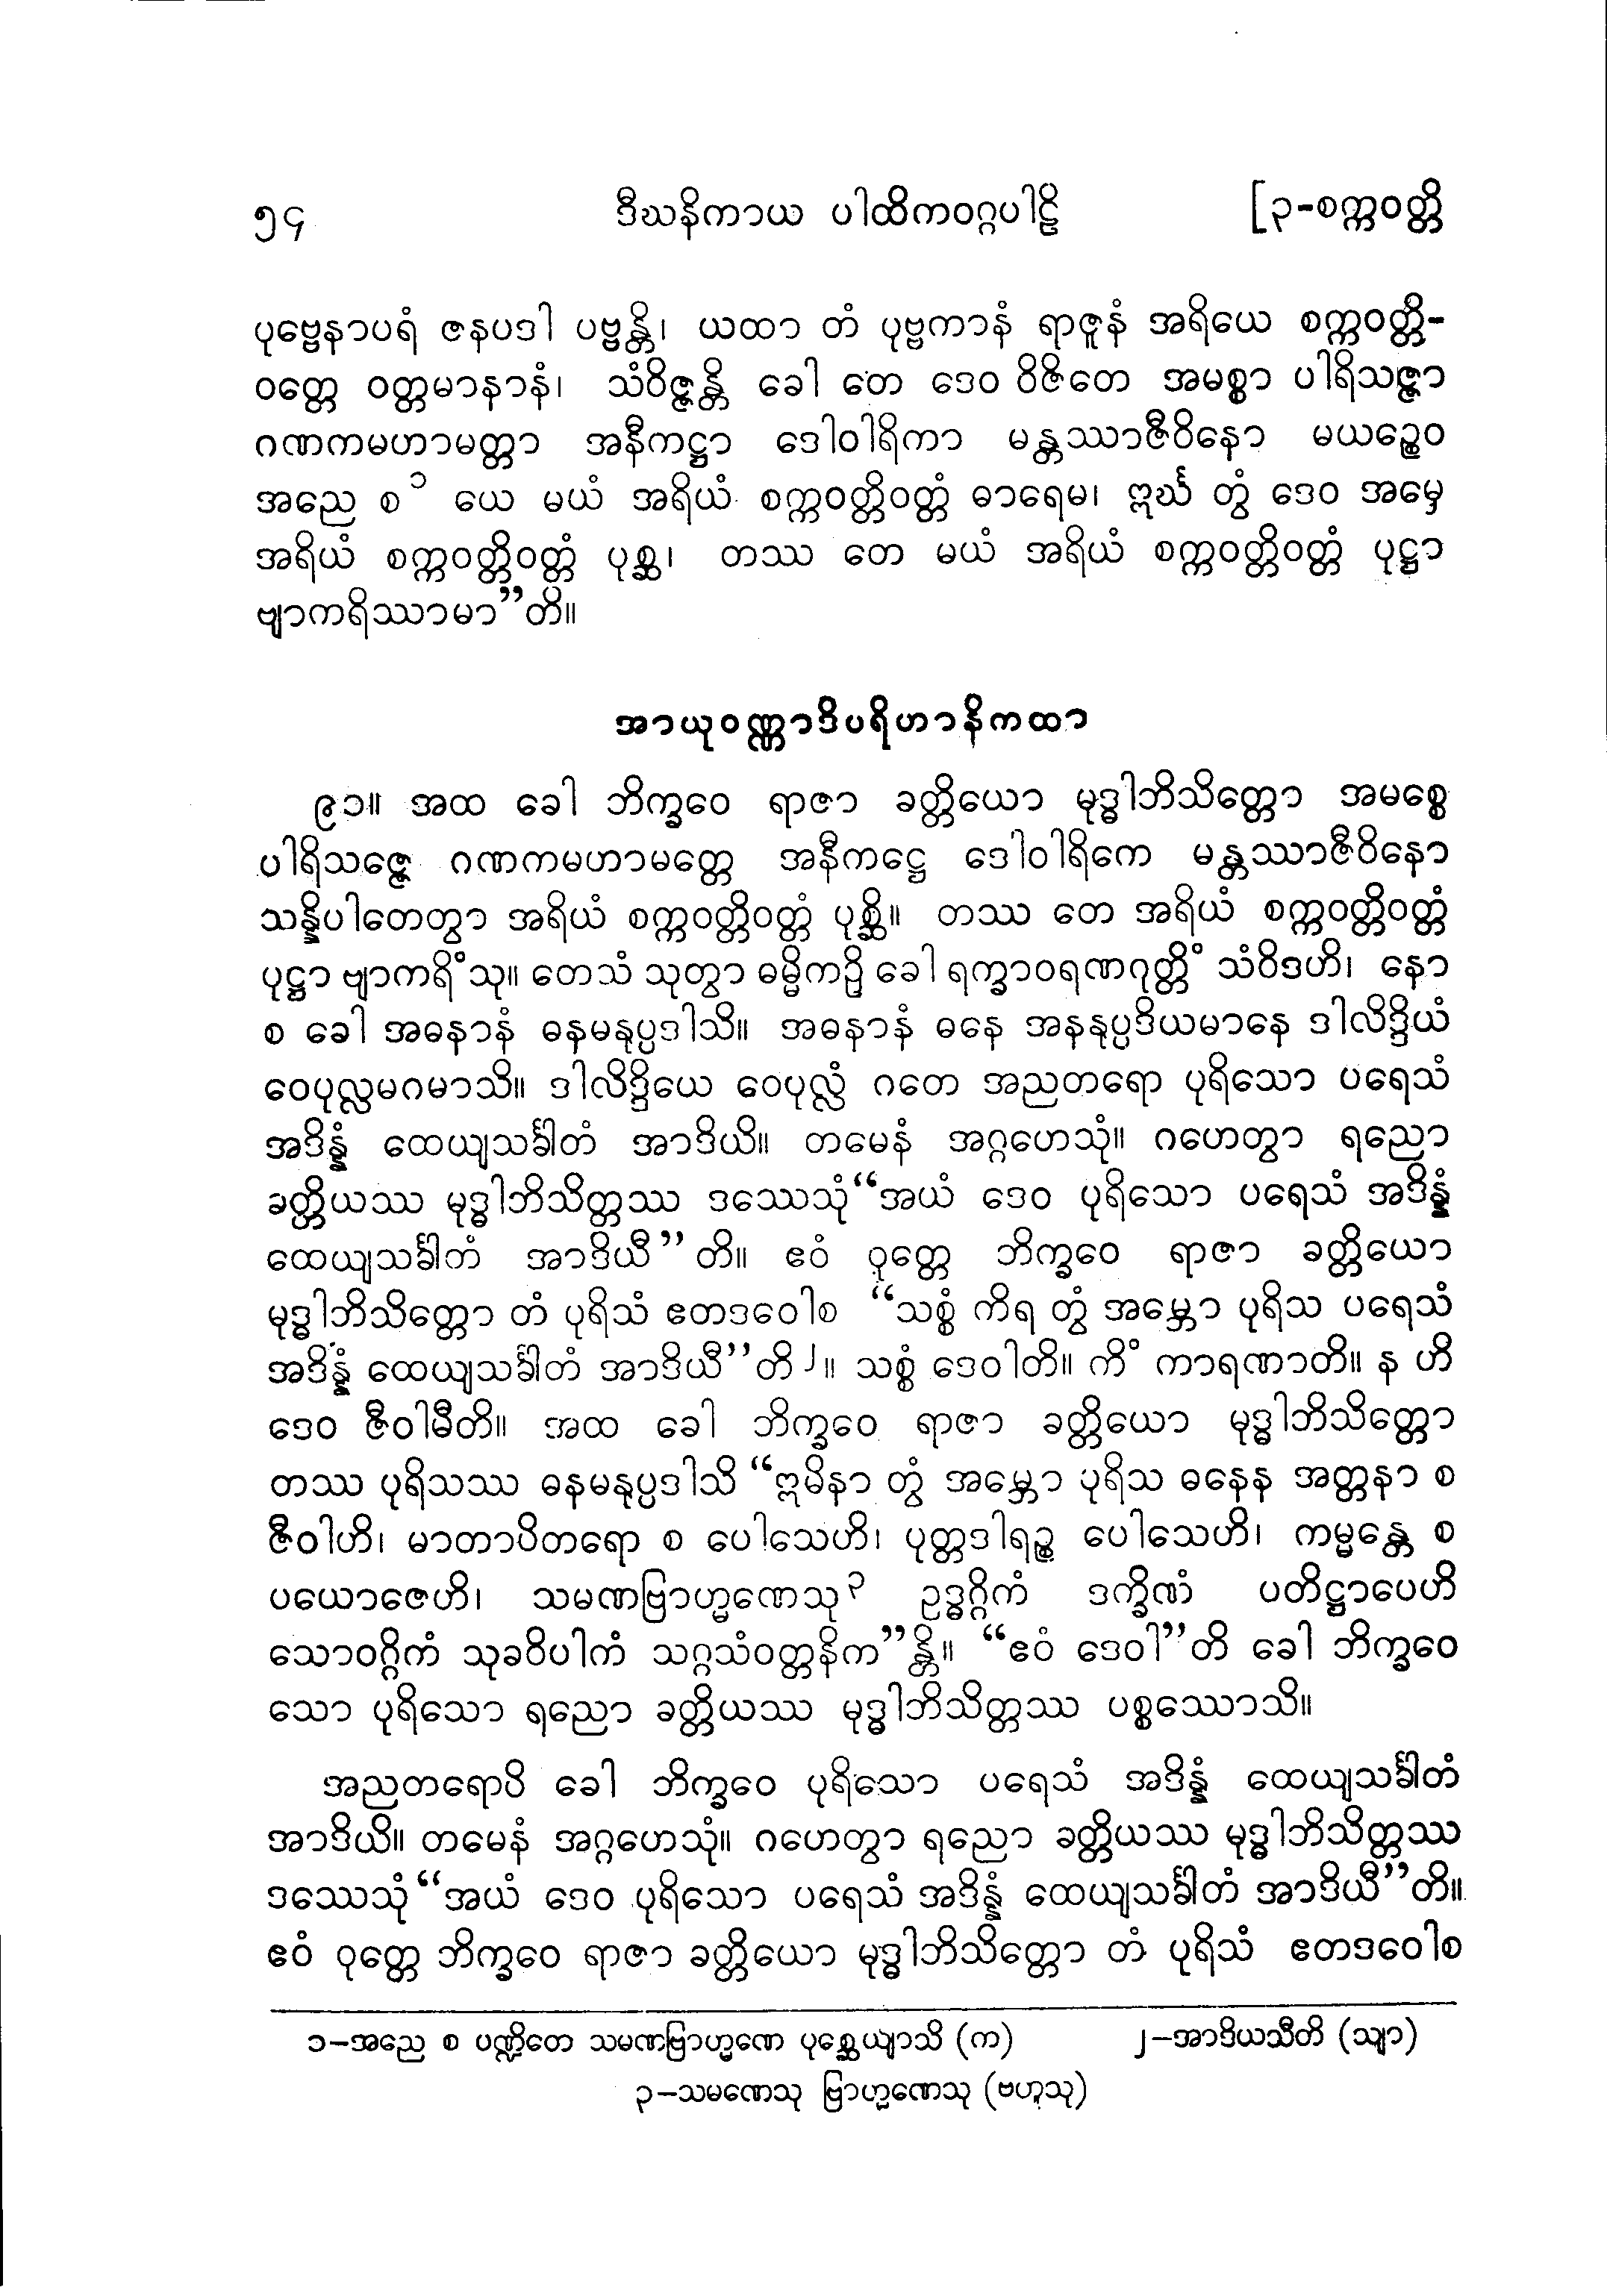 ၅၄ ဒီဃနိကာယ ပါထိကဝဂ္ဂပါဠိ [၃-စက္ကဝတ္တိ
ပုဗ္ဗေနာပရံ ဇနပဒါ ပဗ္ဗန္တိ၊ ယထာ တံ ပုဗ္ဗကာနံ ရာဇူနံ အရိယေ စက္ကဝတ္တိ-
ဝတ္တေ ဝတ္တမာနာနံ၊ သံဝိဇ္ဇန္တိ ခေါ တေ ဒေဝ ဝိဇိတေ အမစ္စာ ပါရိသဇ္ဇာ
ဂဏကမဟာမတ္တာ အနီကဋ္ဌာ ဒေါဝါရိကာ မန္တဿာဇီဝိနော မယဉ္စေဝ
အညေ စ ၁ ယေ မယံ အရိယံ စက္ကဝတ္တိဝတ္တံ ဓာရေမ၊ ဣင်္ဃ တွံ ဒေဝ အမှေ
အရိယံ စက္ကဝတ္တိဝတ္တံ ပုစ္ဆ၊ တဿ တေ မယံ အရိယံ စက္ကဝတ္တိဝတ္တံ ပုဋ္ဌာ
ဗျာကရိဿာမာ”တိ။
အာယုဝဏ္ဏာဒိပရိဟာနိကထာ
၉၁။ အထ ခေါ ဘိက္ခဝေ ရာဇာ ခတ္တိယော မုဒ္ဓါဘိသိတ္တော အမစ္စေ
ပါရိသဇ္ဇေ ဂဏကမဟာမတ္တေ အနီကဋ္ဌေ ဒေါဝါရိကေ မန္တဿာဇီဝိနော
သန္နိပါတေတွာ အရိယံ စက္ကဝတ္တိဝတ္တံ ပုစ္ဆိ။ တဿ တေ အရိယံ စက္ကဝတ္တိဝတ္တံ
ပုဋ္ဌာ ဗျာကရိံသု။ တေသံ သုတွာ ဓမ္မိကဉှိ ခေါ ရက္ခာဝရဏဂုတ္တိံ သံဝိဒဟိ၊ နော
စ ခေါ အဓနာနံ ဓနမနုပ္ပဒါသိ။ အဓနာနံ ဓနေ အနနုပ္ပဒိယမာနေ ဒါလိဒ္ဒိယံ
ဝေပုလ္လမဂမာသိ။ ဒါလိဒ္ဒိယေ ဝေပုလ္လံ ဂတေ အညတရော ပုရိသော ပရေသံ
အဒိန္နံ ထေယျသင်္ခါတံ အာဒိယိ။ တမေနံ အဂ္ဂဟေသုံ။ ဂဟေတွာ ရညော
ခတ္တိယဿ မုဒ္ဓါဘိသိတ္တဿ ဒဿေသုံ“အယံ ဒေဝ ပုရိသော ပရေသံ အဒိန္နံ
ထေယျသင်္ခါတံ အာဒိယီ” တိ။ ဧဝံ ဝုတ္တေ ဘိက္ခဝေ ရာဇာ ခတ္တိယော
မုဒ္ဓါဘိသိတ္တော တံ ပုရိသံ ဧတဒဝေါစ “သစ္စံ ကိရ တွံ အမ္ဘော ပုရိသ ပရေသံ
အဒိန္နံ ထေယျသင်္ခါတံ အာဒိယီ”တိ ၂။ သစ္စံ ဒေဝါတိ။ ကိံ ကာရဏာတိ။ န ဟိ
ဒေဝ ဇီဝါမီတိ။ အထ ခေါ ဘိက္ခဝေ ရာဇာ ခတ္တိယော မုဒ္ဓါဘိသိတ္တော
တဿ ပုရိသဿ ဓနမနုပ္ပဒါသိ “ဣမိနာ တွံ အမ္ဘော ပုရိသ ဓနေန အတ္တနာ စ
ဇီဝါဟိ၊ မာတာပိတရော စ ပေါသေဟိ၊ ပုတ္တဒါရဉ္စ ပေါသေဟိ၊ ကမ္မန္တေ စ
ပယောဇေဟိ၊ သမဏဗြာဟ္မဏေသု ၃ ဥဒ္ဓဂ္ဂိကံ ဒက္ခိဏံ ပတိဋ္ဌာပေဟိ
သောဝဂ္ဂိကံ သုခဝိပါကံ သဂ္ဂသံဝတ္တနိက”န္တိ။ “ဧဝံ ဒေဝါ”တိ ခေါ ဘိက္ခဝေ
သော ပုရိသော ရညော ခတ္တိယဿ မုဒ္ဓါဘိသိတ္တဿ ပစ္စဿောသိ။
အညတရောပိ ခေါ ဘိက္ခဝေ ပုရိသော ပရေသံ အဒိန္နံ ထေယျသင်္ခါတံ
အာဒိယိ။ တမေနံ အဂ္ဂဟေသုံ။ ဂဟေတွာ ရညော ခတ္တိယဿ မုဒ္ဓါဘိသိတ္တဿ
ဒဿေသုံ“အယံ ဒေဝ ပုရိသော ပရေသံ အဒိန္နံ ထေယျသင်္ခါတံ အာဒိယီ”တိ။
ဧဝံ ဝုတ္တေ ဘိက္ခဝေ ရာဇာ ခတ္တိယော မုဒ္ဓါဘိသိတ္တော တံ ပုရိသံ ဧတဒဝေါစ
၁–အညေ စ ပဏ္ဍိတေ သမဏဗြာဟ္မဏေ ပုစ္ဆေယျာသိ (က) ၂–အာဒိယသီတိ (သျာ)
၃–သမဏေသု ဗြာဟ္မဏေသု (ဗဟူသု)